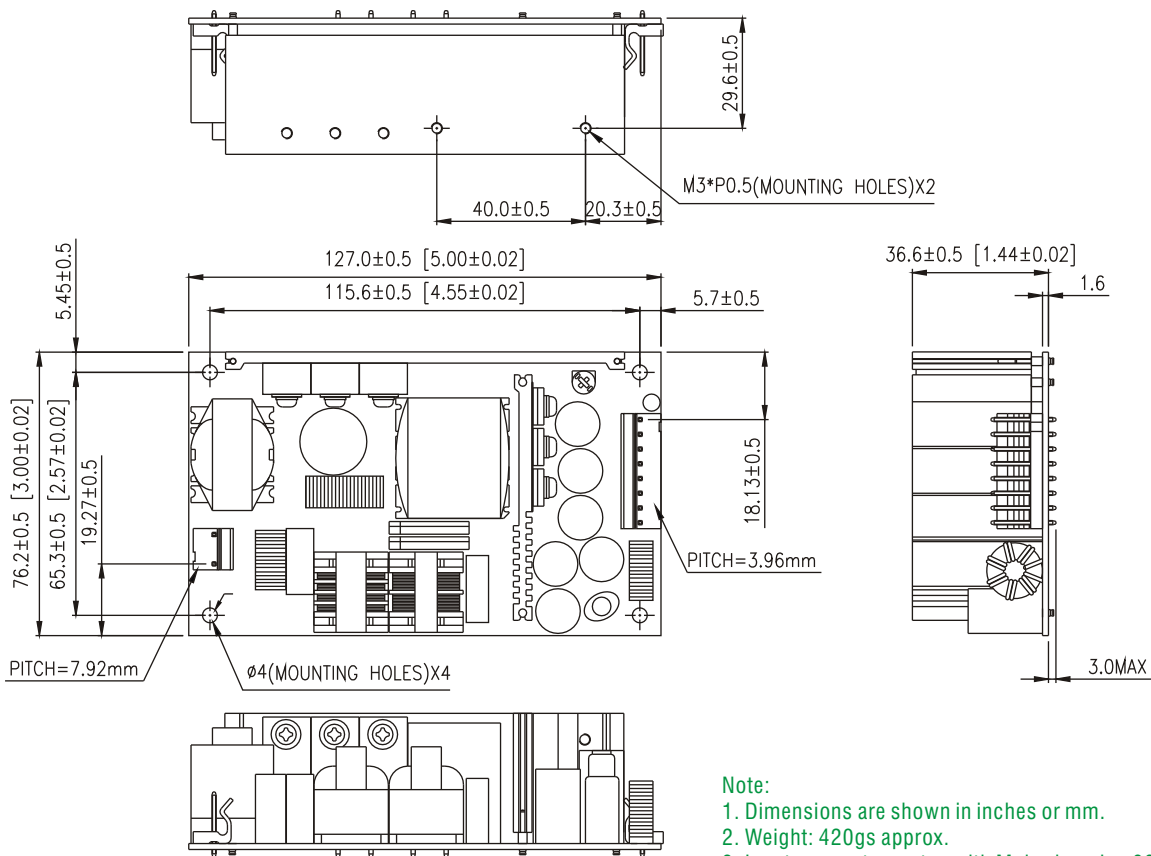 29.6±0.5
M3*P0.5(MOUNTING HOLES)X2
40.0±0.5
20.3±0.5
127.0±0.5 [5.00±0.02]
115.6±0.5 [4.55±0.02]
5.7±0.5
5.45±0.5
36.6±0.5 [1.44±0.02]
1.6
76.2±0.5 [3.00±0.02]
65.3±0.5 [2.57±0.02]
19.27±0.5
18.13±0.5
PITCH=3.96mm
PITCH=7.92mm
ø4(MOUNTING HOLES)X4
3.0MAX
Note:
1. Dimensions are shown in inches or mm.
2. Weight: 420gs approx.